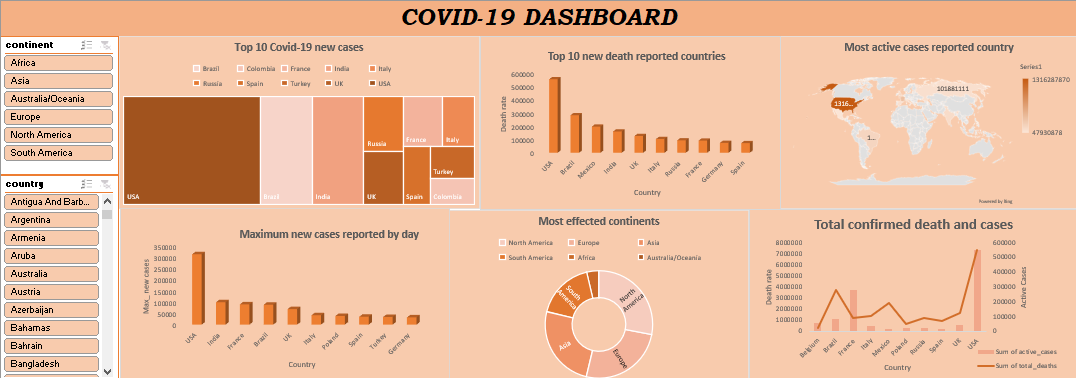 COVID-19 DASHBOARD
continent
Africa
Asia
Australia/Oceania
Europe
North America
South America
country
Antigua And Barb...
Argentina
Armenia
Aruba
Australia
Austria
Azerbaijan
Bahamas
Bahrain
Bangladesh
Top 10 Covid-19 new cases
Brazil Colombia France India Italy
Russia Spain Turkey UK USA
USA
Brazil
India
Russia
UK
France
Italy
Spain
Turkey
Colombia
Top 10 new death reported countries
Death rate
600000
500000
400000
300000
200000
100000
0
USA Brazil Mexico India UK Italy Russia France Germany Spain
Country
Most active cases reported country
Series1
1316287870
47930878
1316...
101881111
1...
Powered by Bing
Maximum new cases reported by day
Max_new cases
350000
300000
250000
200000
150000
100000
50000
0
USA India France Brazil UK Italy Poland Spain Turkey Germany
Country
Most effected continents
North America Europe Asia
South America Africa Australia/Oceania
North America
Europe
Asia
South America
Total confirmed death and cases
Death rate
8000000
7000000
6000000
5000000
4000000
3000000
2000000
1000000
0
600000
500000
400000
300000
200000
100000
0
Active Cases
Belgium Brazil France Italy Mexico Poland Russia Spain UK USA
Country
Sum of active_cases
Sum of total_deaths